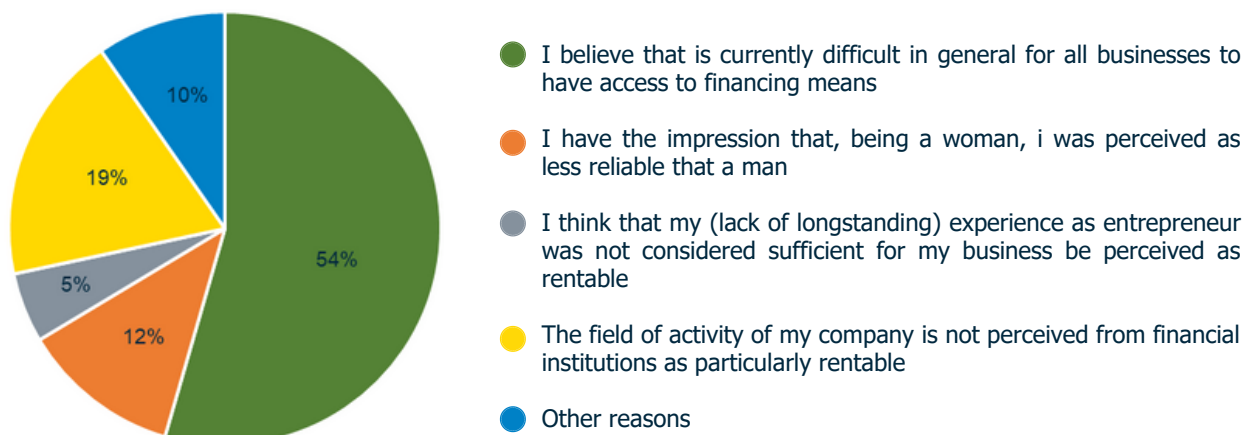 10%
19%
54%
5%
12%
I believe that is currently difficult in general for all businesses to
have access to financing means
I have the impression that, being a woman, i was perceived as
less reliable that a man
I think that my (lack of longstanding) experience as entrepreneur
was not considered sufficient for my business be perceived as
rentable
The field of activity of my company is not perceived from financial
institutions as particularly rentable
Other reasons